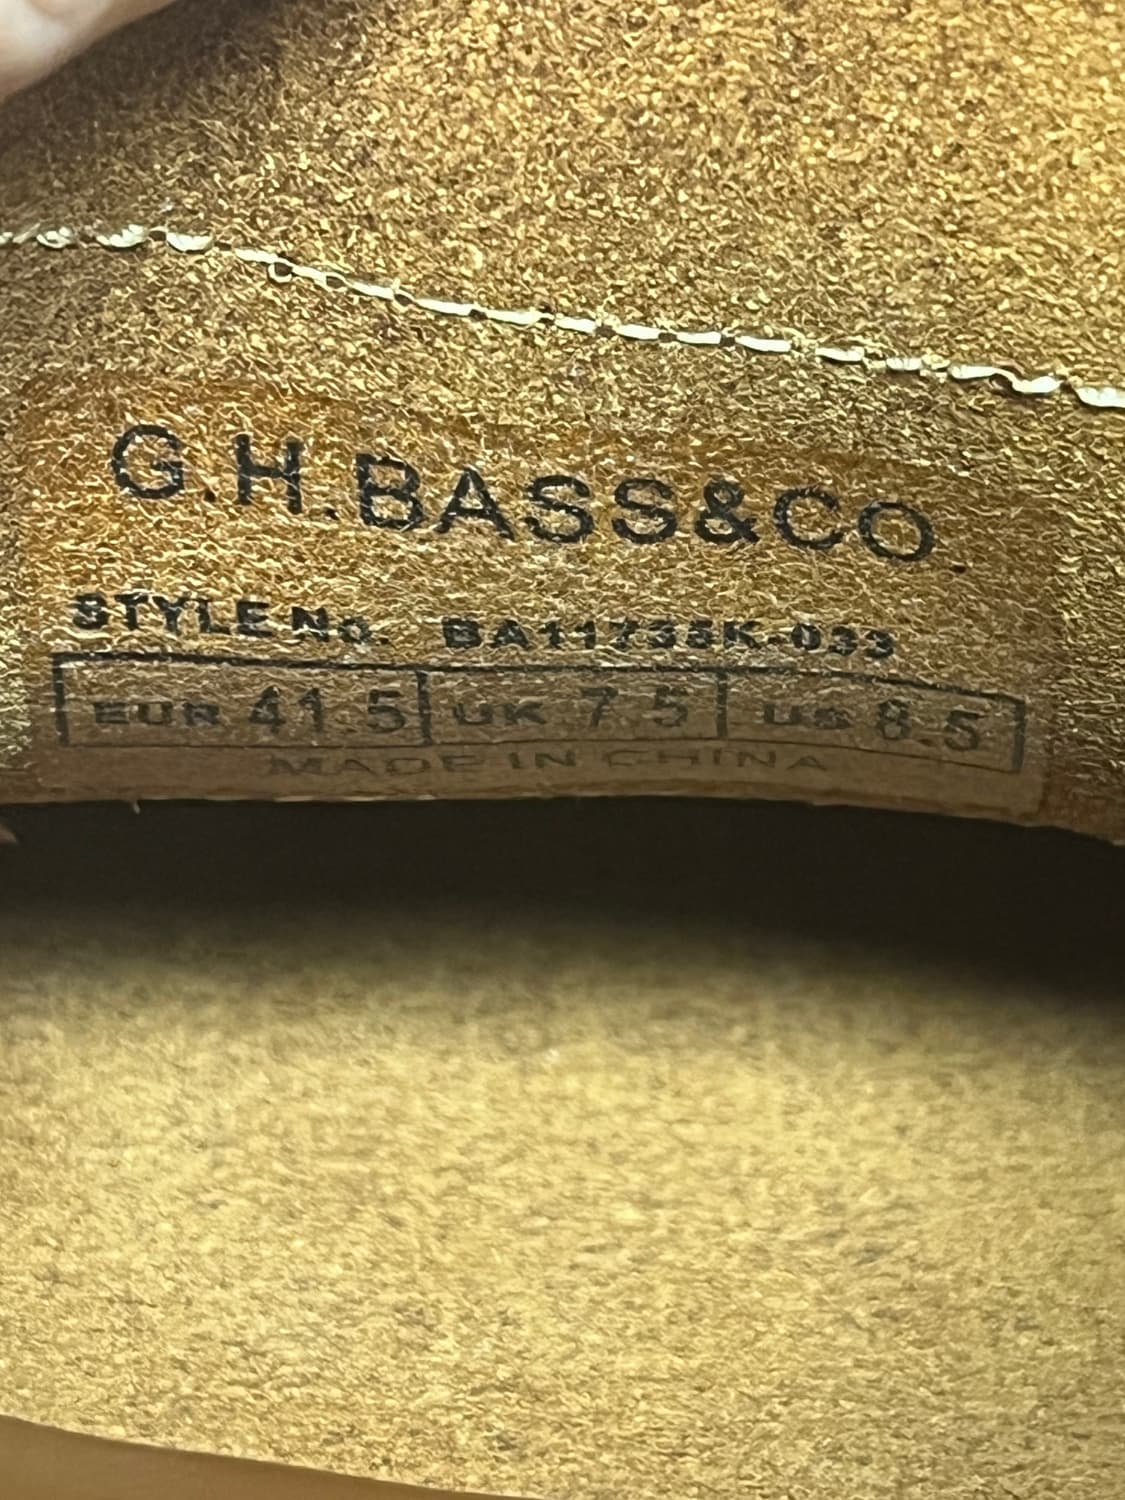 G.H.BASS&CO.
STYLE No. BA11735K-033
EUR 41.5 UK 7.5 US 8.5
MADE IN CHINA